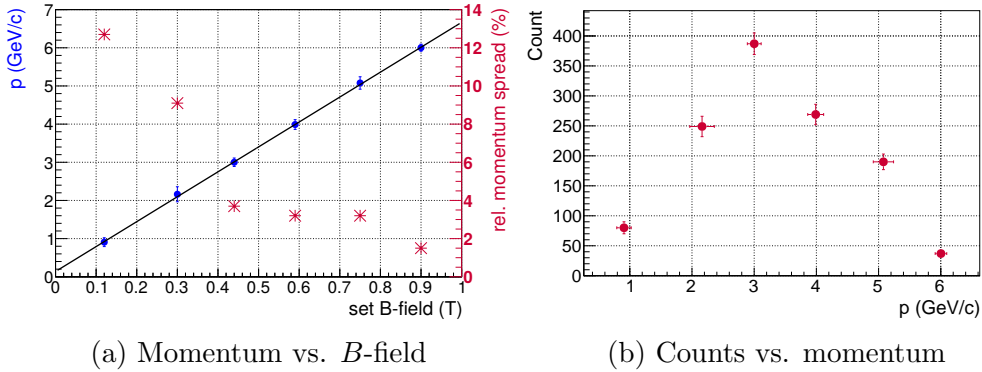 p (GeV/c)
7
6
5
4
3
2
1
0
0 0.1 0.2 0.3 0.4 0.5 0.6 0.7 0.8 0.9 1
set B-field (T)
14
12
10
8
6
4
2
0
rel. momentum spread (%)
(a) Momentum vs. B-field
Count
400
350
300
250
200
150
100
50
0
1 2 3 4 5 6
p (GeV/c)
(b) Counts vs. momentum